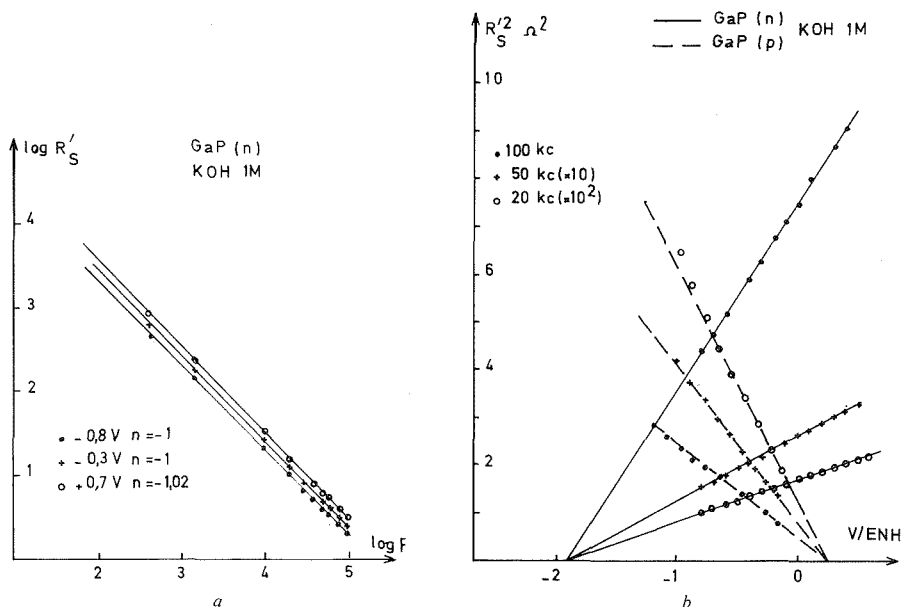 a
log R'S
GaP (n)
KOH 1M
4
3
2
1
• - 0,8 V n = -1
+ - 0,3 V n = -1
o + 0,7 V n = -1,02
log F
2 3 4 5
a
R'S² Ω²
GaP (n)
GaP (p)
KOH 1M
10
• 100 kc
+ 50 kc (×10)
o 20 kc (×10²)
6
4
2
V/ENH
-2 -1 0
b